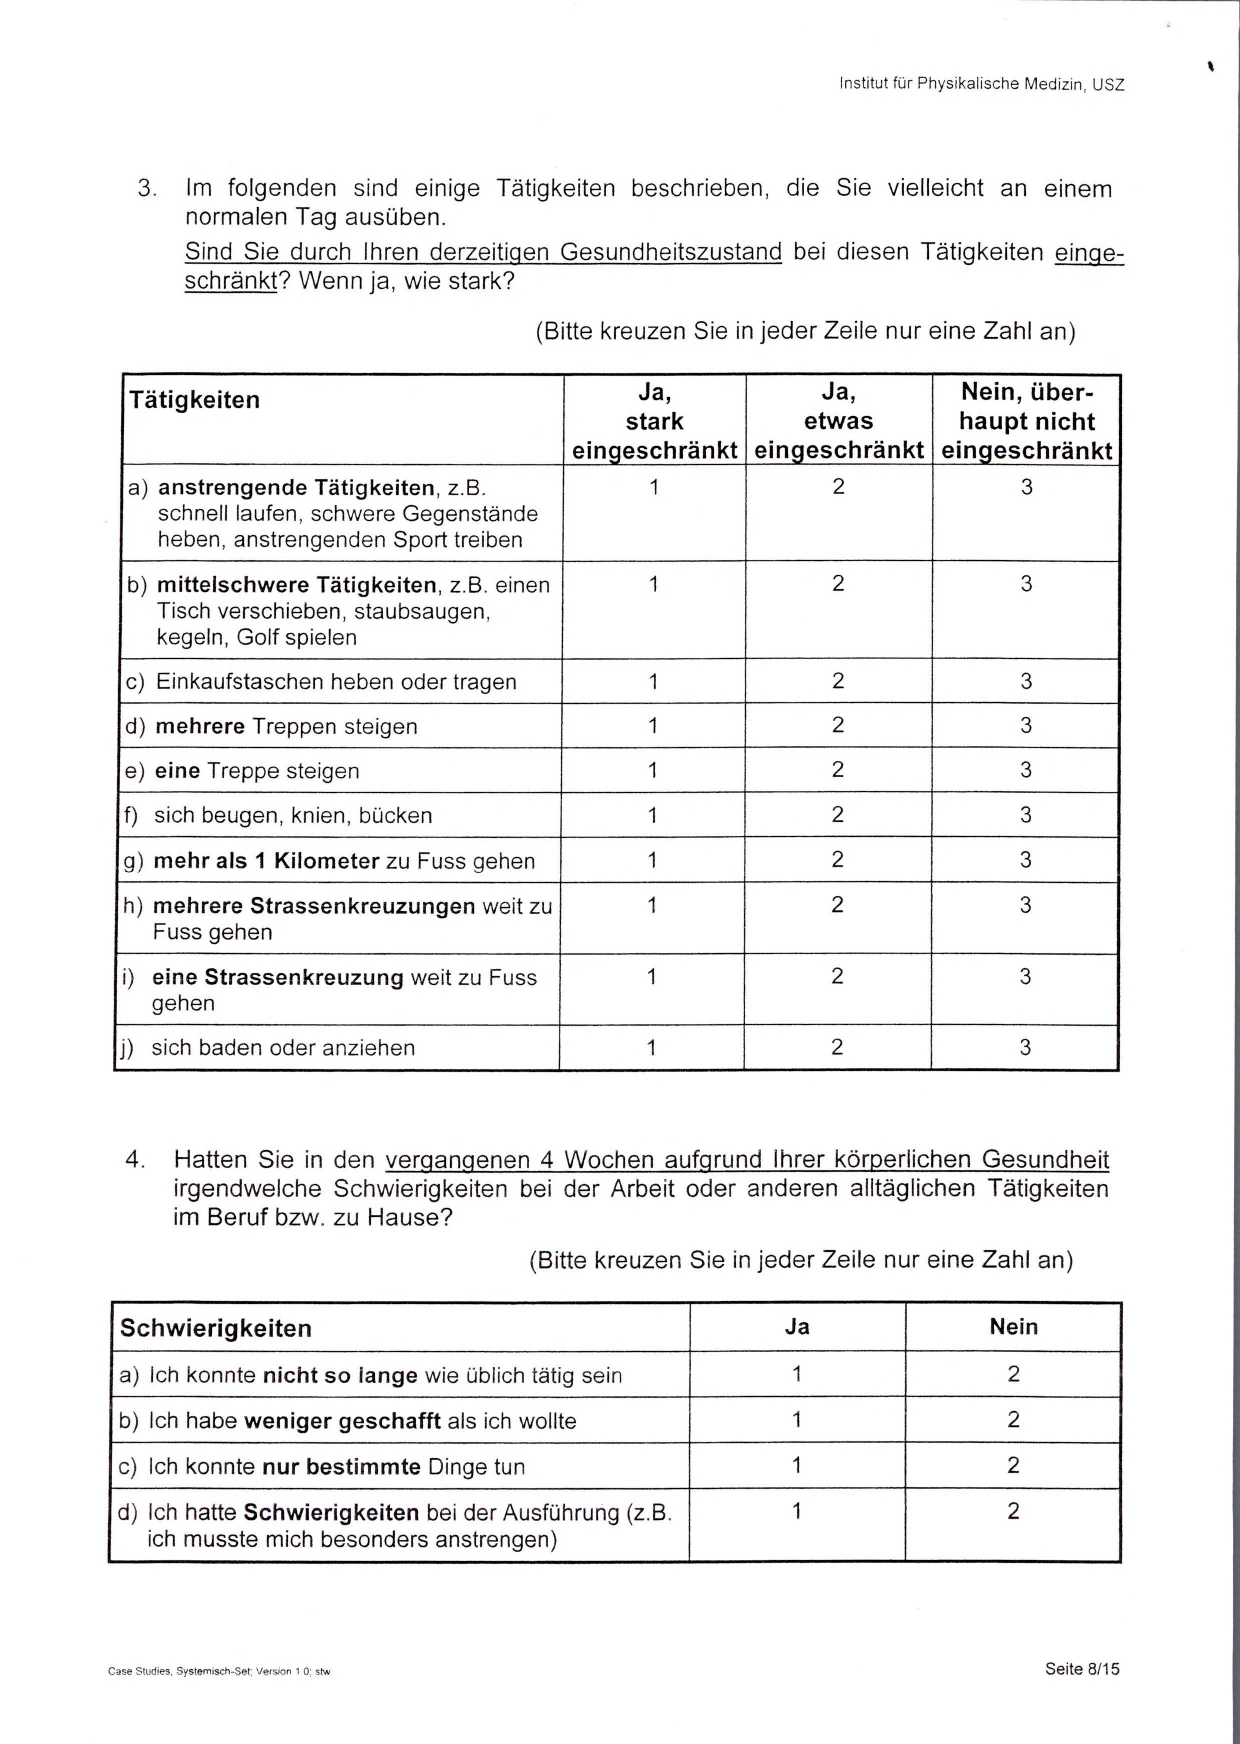 Institut für Physikalische Medizin, USZ
3. Im folgenden sind einige Tätigkeiten beschrieben, die Sie vielleicht an einem
normalen Tag ausüben.
Sind Sie durch Ihren derzeitigen Gesundheitszustand bei diesen Tätigkeiten einge-
schränkt? Wenn ja, wie stark?
(Bitte kreuzen Sie in jeder Zeile nur eine Zahl an)
Tätigkeiten
Ja,
stark
eingeschränkt
Ja,
etwas
eingeschränkt
Nein, über-
haupt nicht
eingeschränkt
a) anstrengende Tätigkeiten, z.B. 1 2 3
schnell laufen, schwere Gegenstände
heben, anstrengenden Sport treiben
b) mittelschwere Tätigkeiten, z.B. einen 1 2 3
Tisch verschieben, staubsaugen,
kegeln, Golf spielen
c) Einkaufstaschen heben oder tragen 1 2 3
d) mehrere Treppen steigen 1 2 3
e) eine Treppe steigen 1 2 3
f) sich beugen, knien, bücken 1 2 3
g) mehr als 1 Kilometer zu Fuss gehen 1 2 3
h) mehrere Strassenkreuzungen weit zu 1 2 3
Fuss gehen
i) eine Strassenkreuzung weit zu Fuss 1 2 3
gehen
j) sich baden oder anziehen 1 2 3
4. Hatten Sie in den vergangenen 4 Wochen aufgrund Ihrer körperlichen Gesundheit
irgendwelche Schwierigkeiten bei der Arbeit oder anderen alltäglichen Tätigkeiten
im Beruf bzw. zu Hause?
(Bitte kreuzen Sie in jeder Zeile nur eine Zahl an)
Schwierigkeiten Ja Nein
a) Ich konnte nicht so lange wie üblich tätig sein 1 2
b) Ich habe weniger geschafft als ich wollte 1 2
c) Ich konnte nur bestimmte Dinge tun 1 2
d) Ich hatte Schwierigkeiten bei der Ausführung (z.B. 1 2
ich musste mich besonders anstrengen)
Case Studies, Systemisch-Set; Version 1 0; stw
Seite 8/15